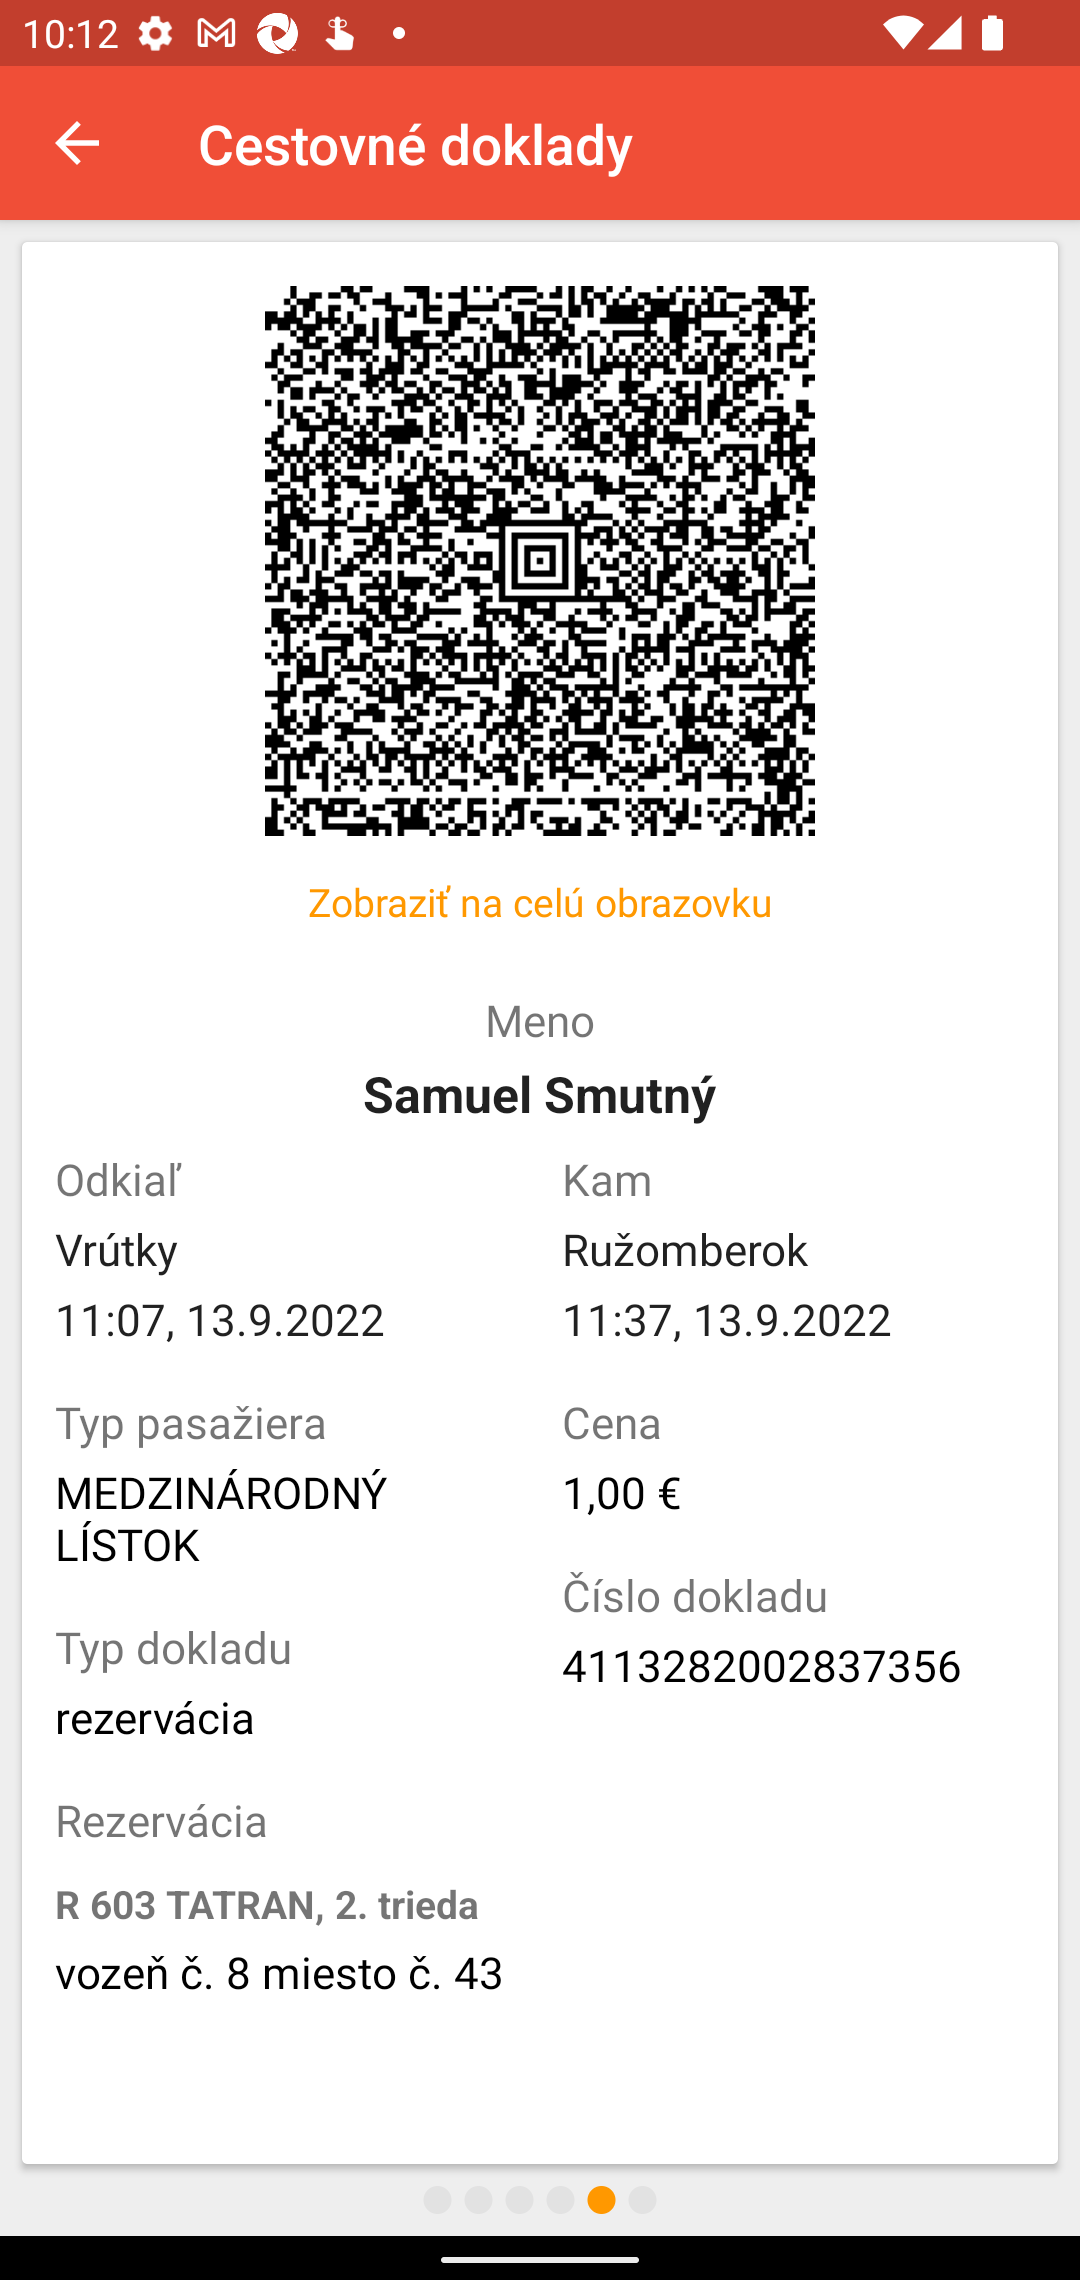 10:12
Cestovné doklady
Zobraziť na celú obrazovku
Meno
Samuel Smutný
Odkiaľ
Vrútky
11:07, 13.9.2022
Kam
Ružomberok
11:37, 13.9.2022
Typ pasažiera
MEDZINÁRODNÝ
LÍSTOK
Cena
1,00 €
Číslo dokladu
4113282002837356
Typ dokladu
rezervácia
Rezervácia
R 603 TATRAN, 2. trieda
vozeň č. 8 miesto č. 43